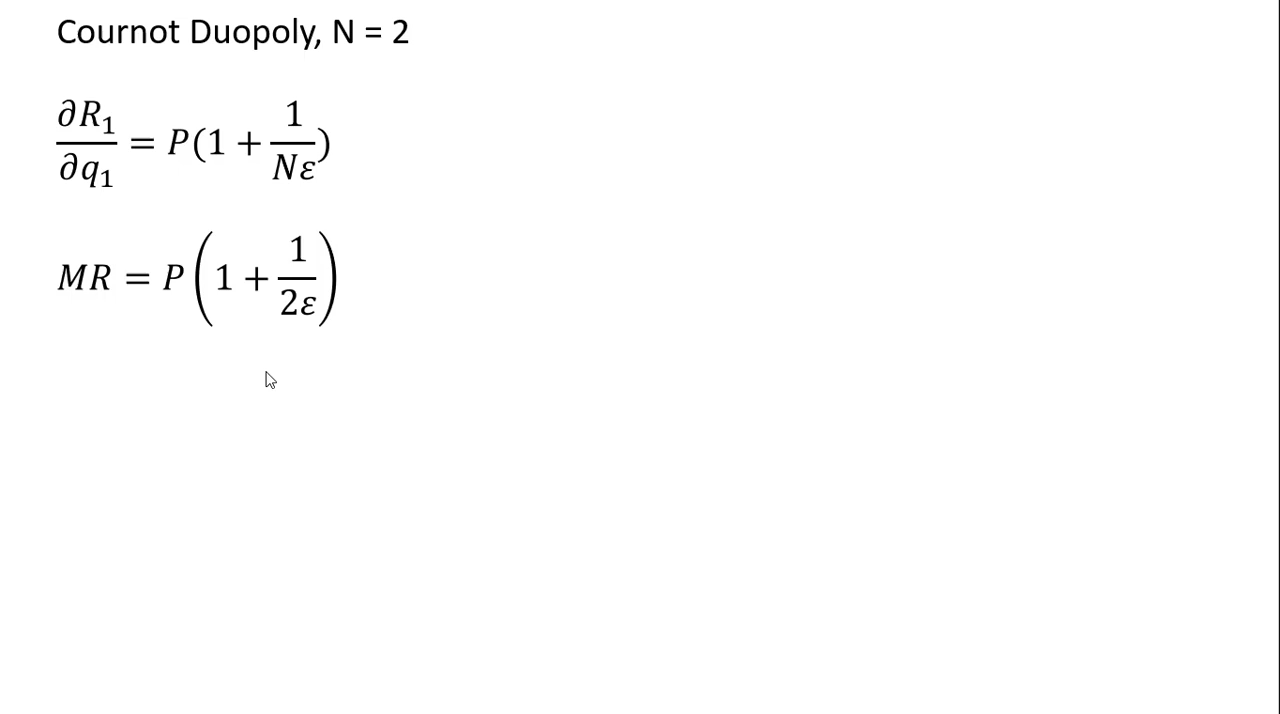 Cournot Duopoly, N = 2
∂R₁/∂q₁ = P(1 + 1/Nε)
MR = P(1 + 1/2ε)